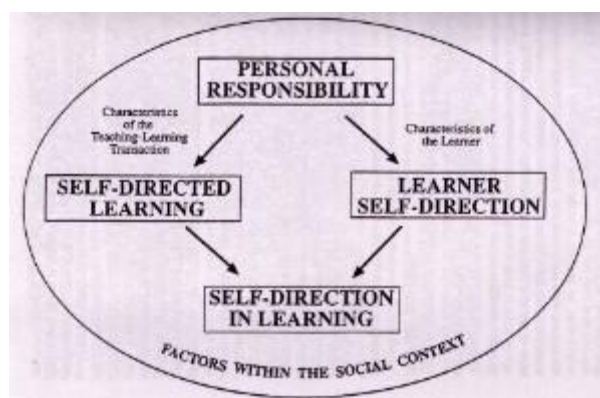 PERSONAL
RESPONSIBILITY
Characteristics
of the
Teaching-Learning
Transaction
Characteristics of
the Learner
SELF-DIRECTED
LEARNING
LEARNER
SELF-DIRECTION
SELF-DIRECTION
IN LEARNING
FACTORS WITHIN THE SOCIAL CONTEXT